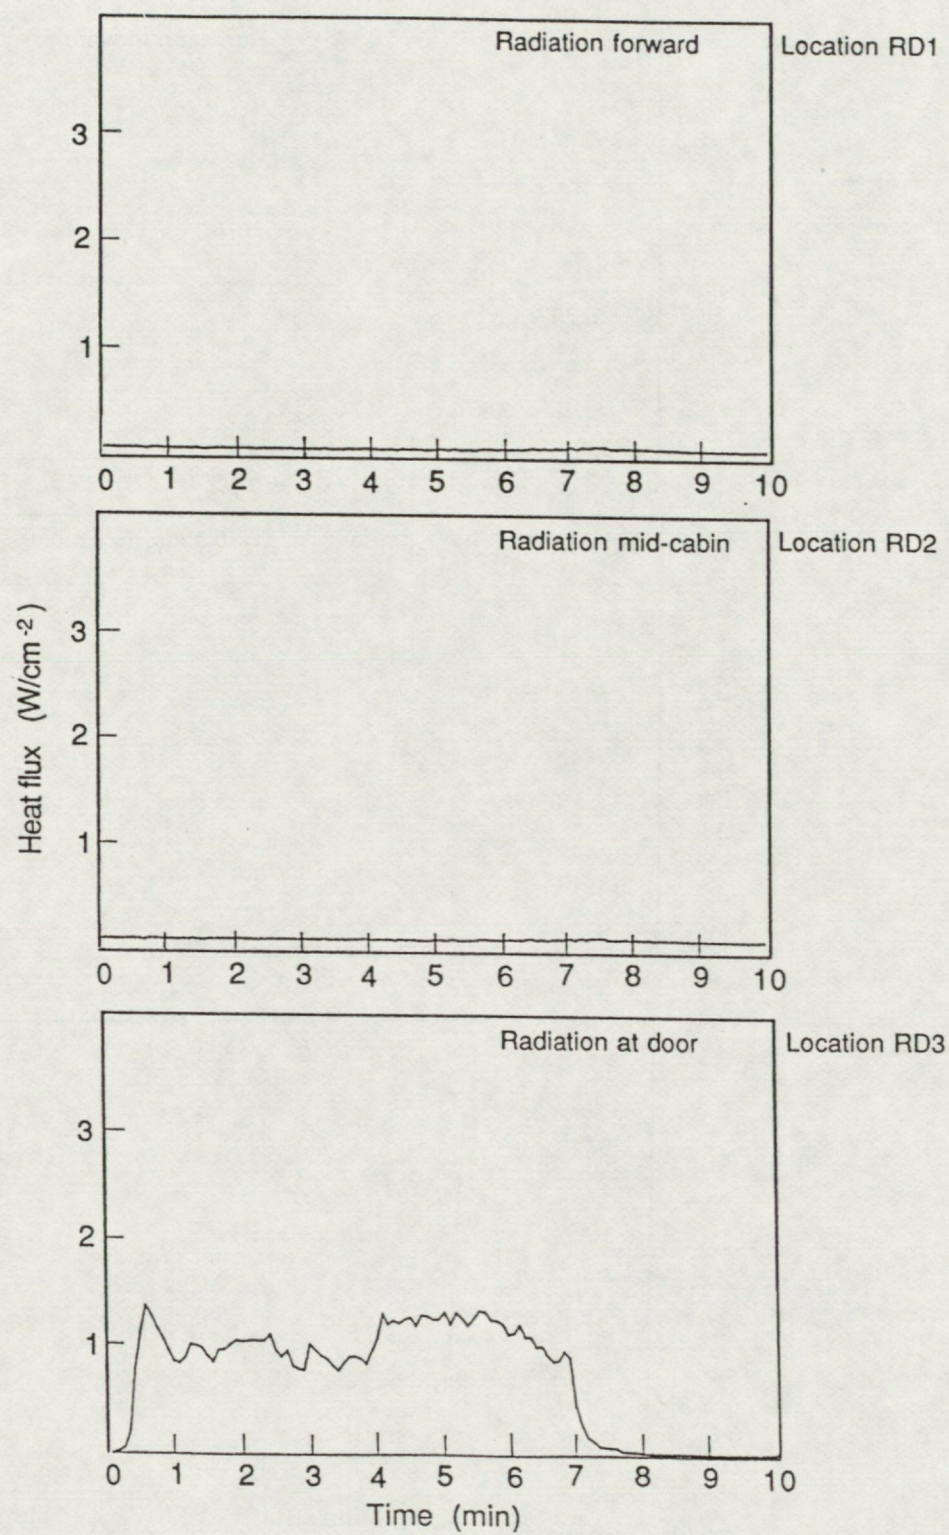 Radiation forward
Location RD1
3
2
1
0 1 2 3 4 5 6 7 8 9 10
Radiation mid-cabin
Location RD2
Heat flux (W/cm-2)
3
2
1
0 1 2 3 4 5 6 7 8 9 10
Radiation at door
Location RD3
3
2
1
0 1 2 3 4 5 6 7 8 9 10
Time (min)